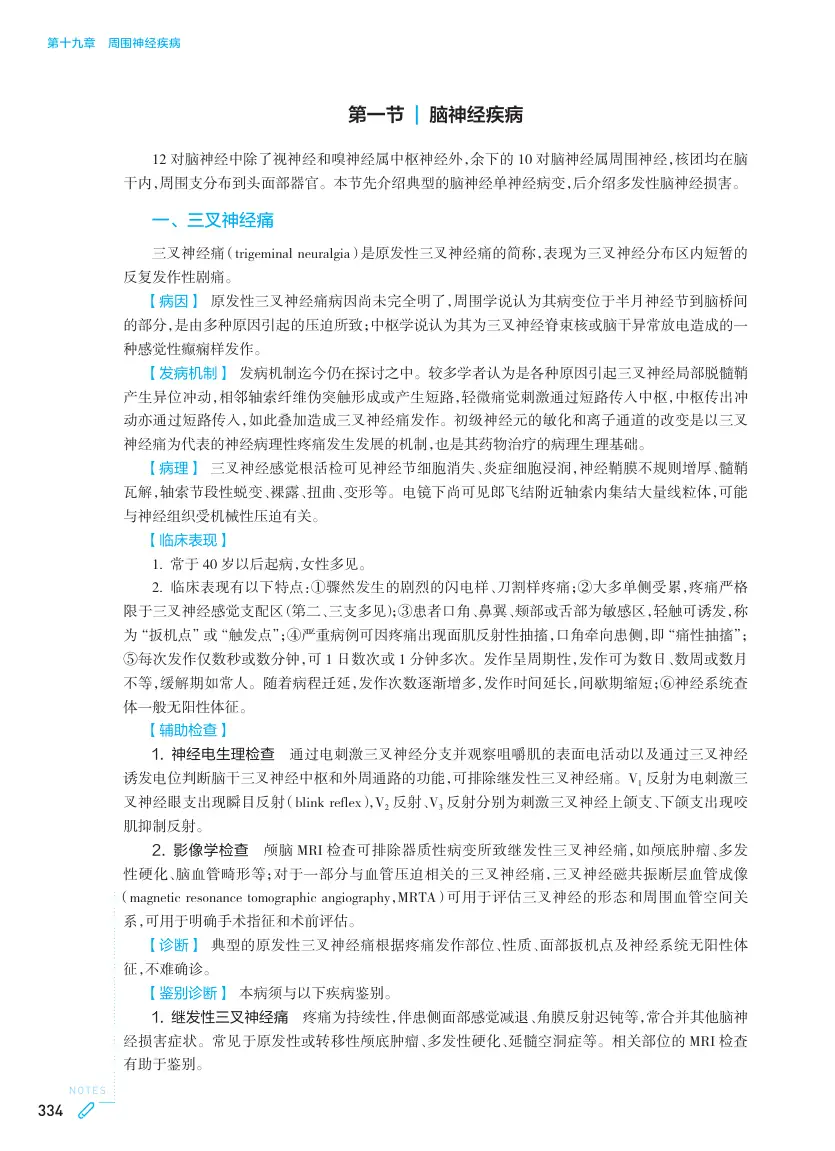 第十九章 周围神经疾病
第一节 | 脑神经疾病
12 对脑神经中除了视神经和嗅神经属中枢神经外,余下的 10 对脑神经属周围神经,核团均在脑
干内,周围支分布到头面部器官。本节先介绍典型的脑神经单神经病变,后介绍多发性脑神经损害。
一、三叉神经痛
三叉神经痛(trigeminal neuralgia)是原发性三叉神经痛的简称,表现为三叉神经分布区内短暂的
反复发作性剧痛。
【病因】 原发性三叉神经痛病因尚未完全明了,周围学说认为其病变位于半月神经节到脑桥间
的部分,是由多种原因引起的压迫所致;中枢学说认为其为三叉神经脊束核或脑干异常放电造成的一
种感觉性癫痫样发作。
【发病机制】 发病机制迄今仍在探讨之中。较多学者认为是各种原因引起三叉神经局部脱髓鞘
产生异位冲动,相邻轴索纤维伪突触形成或产生短路,轻微痛觉刺激通过短路传入中枢,中枢传出冲
动亦通过短路传入,如此叠加造成三叉神经痛发作。初级神经元的敏化和离子通道的改变是以三叉
神经痛为代表的神经病理性疼痛发生发展的机制,也是其药物治疗的病理生理基础。
【病理】 三叉神经感觉根活检可见神经节细胞消失、炎症细胞浸润,神经鞘膜不规则增厚、髓鞘
瓦解,轴索节段性蜕变、裸露、扭曲、变形等。电镜下尚可见郎飞结附近轴索内集结大量线粒体,可能
与神经组织受机械性压迫有关。
【临床表现】
1. 常于 40 岁以后起病,女性多见。
2. 临床表现有以下特点:①骤然发生的剧烈的闪电样、刀割样疼痛;②大多单侧受累,疼痛严格
限于三叉神经感觉支配区(第二、三支多见);③患者口角、鼻翼、颊部或舌部为敏感区,轻触可诱发,称
为“扳机点”或“触发点”;④严重病例可因疼痛出现面肌反射性抽搐,口角牵向患侧,即“痛性抽搐”;
⑤每次发作仅数秒或数分钟,可 1 日数次或 1 分钟多次。发作呈周期性,发作可为数日、数周或数月
不等,缓解期如常人。随着病程迁延,发作次数逐渐增多,发作时间延长,间歇期缩短;⑥神经系统查
体一般无阳性体征。
【辅助检查】
1. 神经电生理检查 通过电刺激三叉神经分支并观察咀嚼肌的表面电活动以及通过三叉神经
诱发电位判断脑干三叉神经中枢和外周通路的功能,可排除继发性三叉神经痛。V₁ 反射为电刺激三
叉神经眼支出现瞬目反射(blink reflex),V₂ 反射、V₃ 反射分别为刺激三叉神经上颌支、下颌支出现咬
肌抑制反射。
2. 影像学检查 颅脑 MRI 检查可排除器质性病变所致继发性三叉神经痛,如颅底肿瘤、多发
性硬化、脑血管畸形等;对于一部分与血管压迫相关的三叉神经痛,三叉神经磁共振断层血管成像
(magnetic resonance tomographic angiography,MRTA)可用于评估三叉神经的形态和周围血管空间关
系,可用于明确手术指征和术前评估。
【诊断】 典型的原发性三叉神经痛根据疼痛发作部位、性质、面部扳机点及神经系统无阳性体
征,不难确诊。
【鉴别诊断】 本病须与以下疾病鉴别。
1. 继发性三叉神经痛 疼痛为持续性,伴患侧面部感觉减退、角膜反射迟钝等,常合并其他脑神
经损害症状。常见于原发性或转移性颅底肿瘤、多发性硬化、延髓空洞症等。相关部位的 MRI 检查
有助于鉴别。
NOTES
334